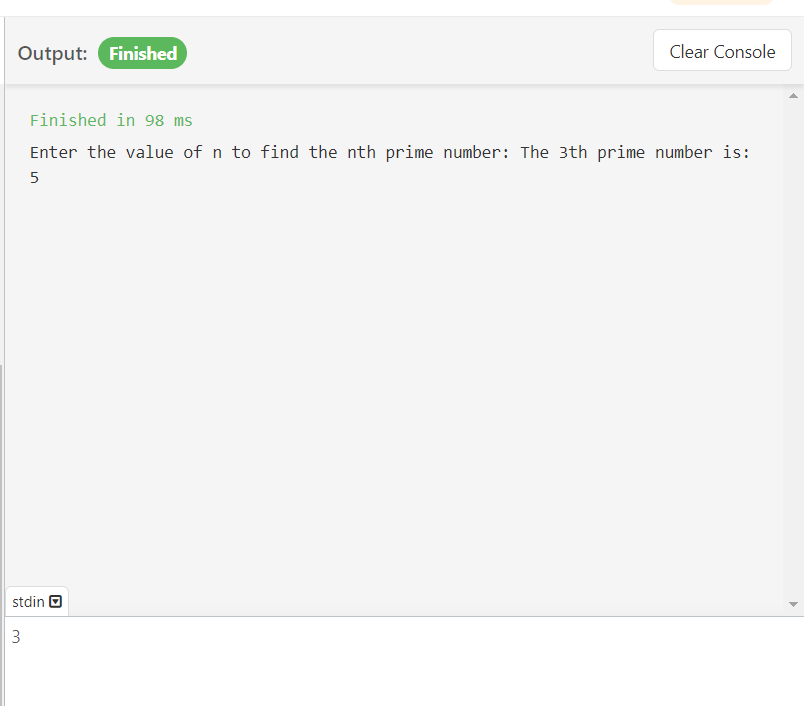 Output: Finished
Clear Console
Finished in 98 ms
Enter the value of n to find the nth prime number: The 3th prime number is:
5
stdin
3